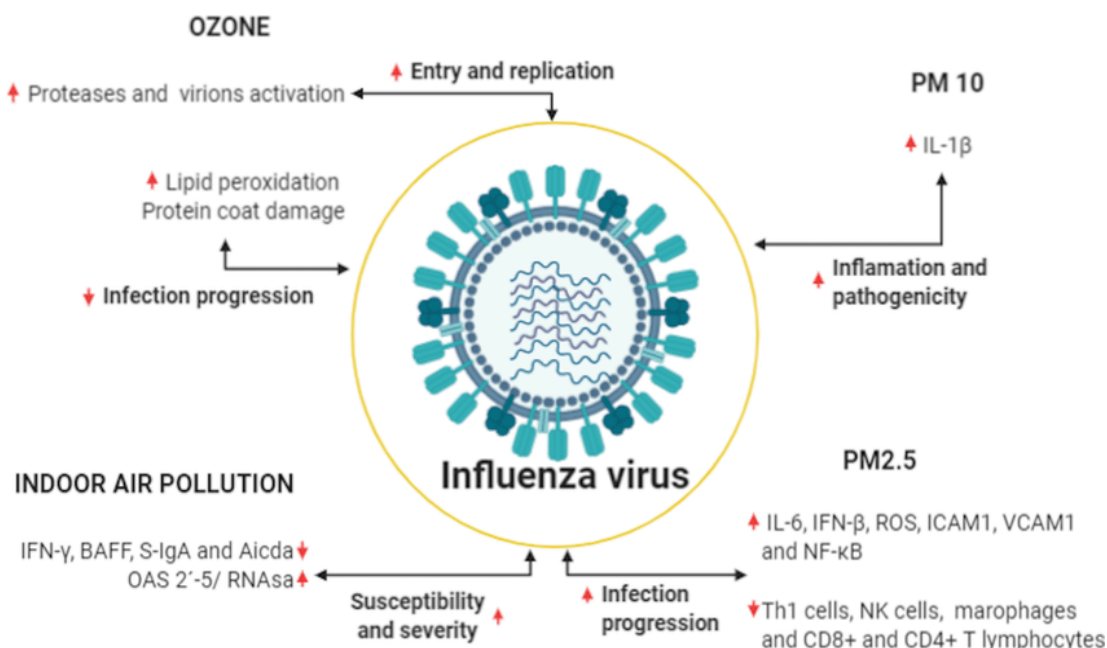 OZONE
Proteases and virions activation
Entry and replication
Lipid peroxidation
Protein coat damage
Infection progression
PM 10
IL-1β
Inflamation and
pathogenicity
Influenza virus
INDOOR AIR POLLUTION
IFN-γ, BAFF, S-IgA and Aicda
OAS 2´-5/ RNAsa
Susceptibility
and severity
PM2.5
IL-6, IFN-β, ROS, ICAM1, VCAM1
and NF-κB
Infection
progression
Th1 cells, NK cells, marophages
and CD8+ and CD4+ T lymphocytes